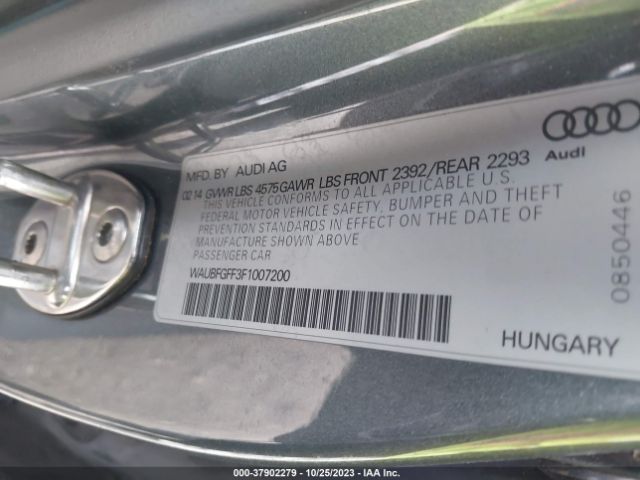 MFD. BY AUDI AG
02 14 GVWR LBS 4575 GAWR LBS FRONT 2392/REAR 2293
THIS VEHICLE CONFORMS TO ALL APPLICABLE U.S.
FEDERAL MOTOR VEHICLE SAFETY, BUMPER AND THEFT
PREVENTION STANDARDS IN EFFECT ON THE DATE OF
MANUFACTURE SHOWN ABOVE
PASSENGER CAR
WAUBFGFF3F1007200
Audi
0850446
HUNGARY
000-37902279 - 10/25/2023 - IAA Inc.